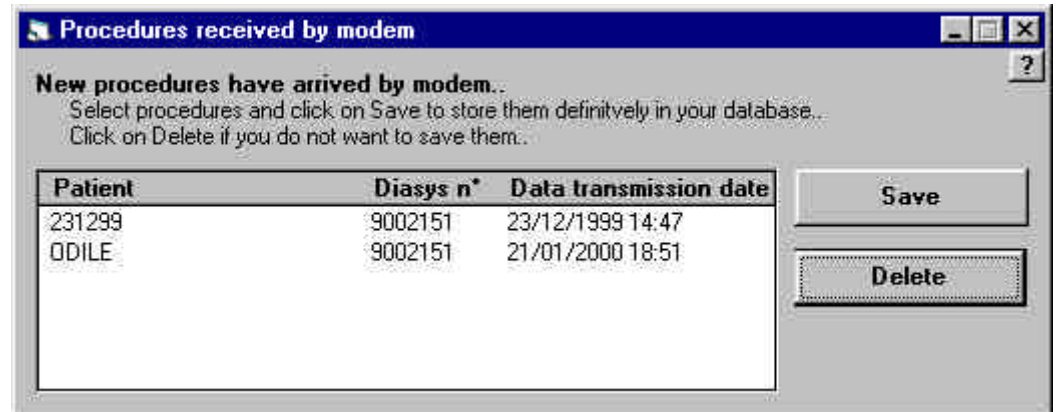 Procedures received by modem
?
New procedures have arrived by modem..
Select procedures and click on Save to store them definitvely in your database..
Click on Delete if you do not want to save them..
Patient Diasys n° Data transmission date
231299 9002151 23/12/1999 14:47
ODILE 9002151 21/01/2000 18:51
Save
Delete